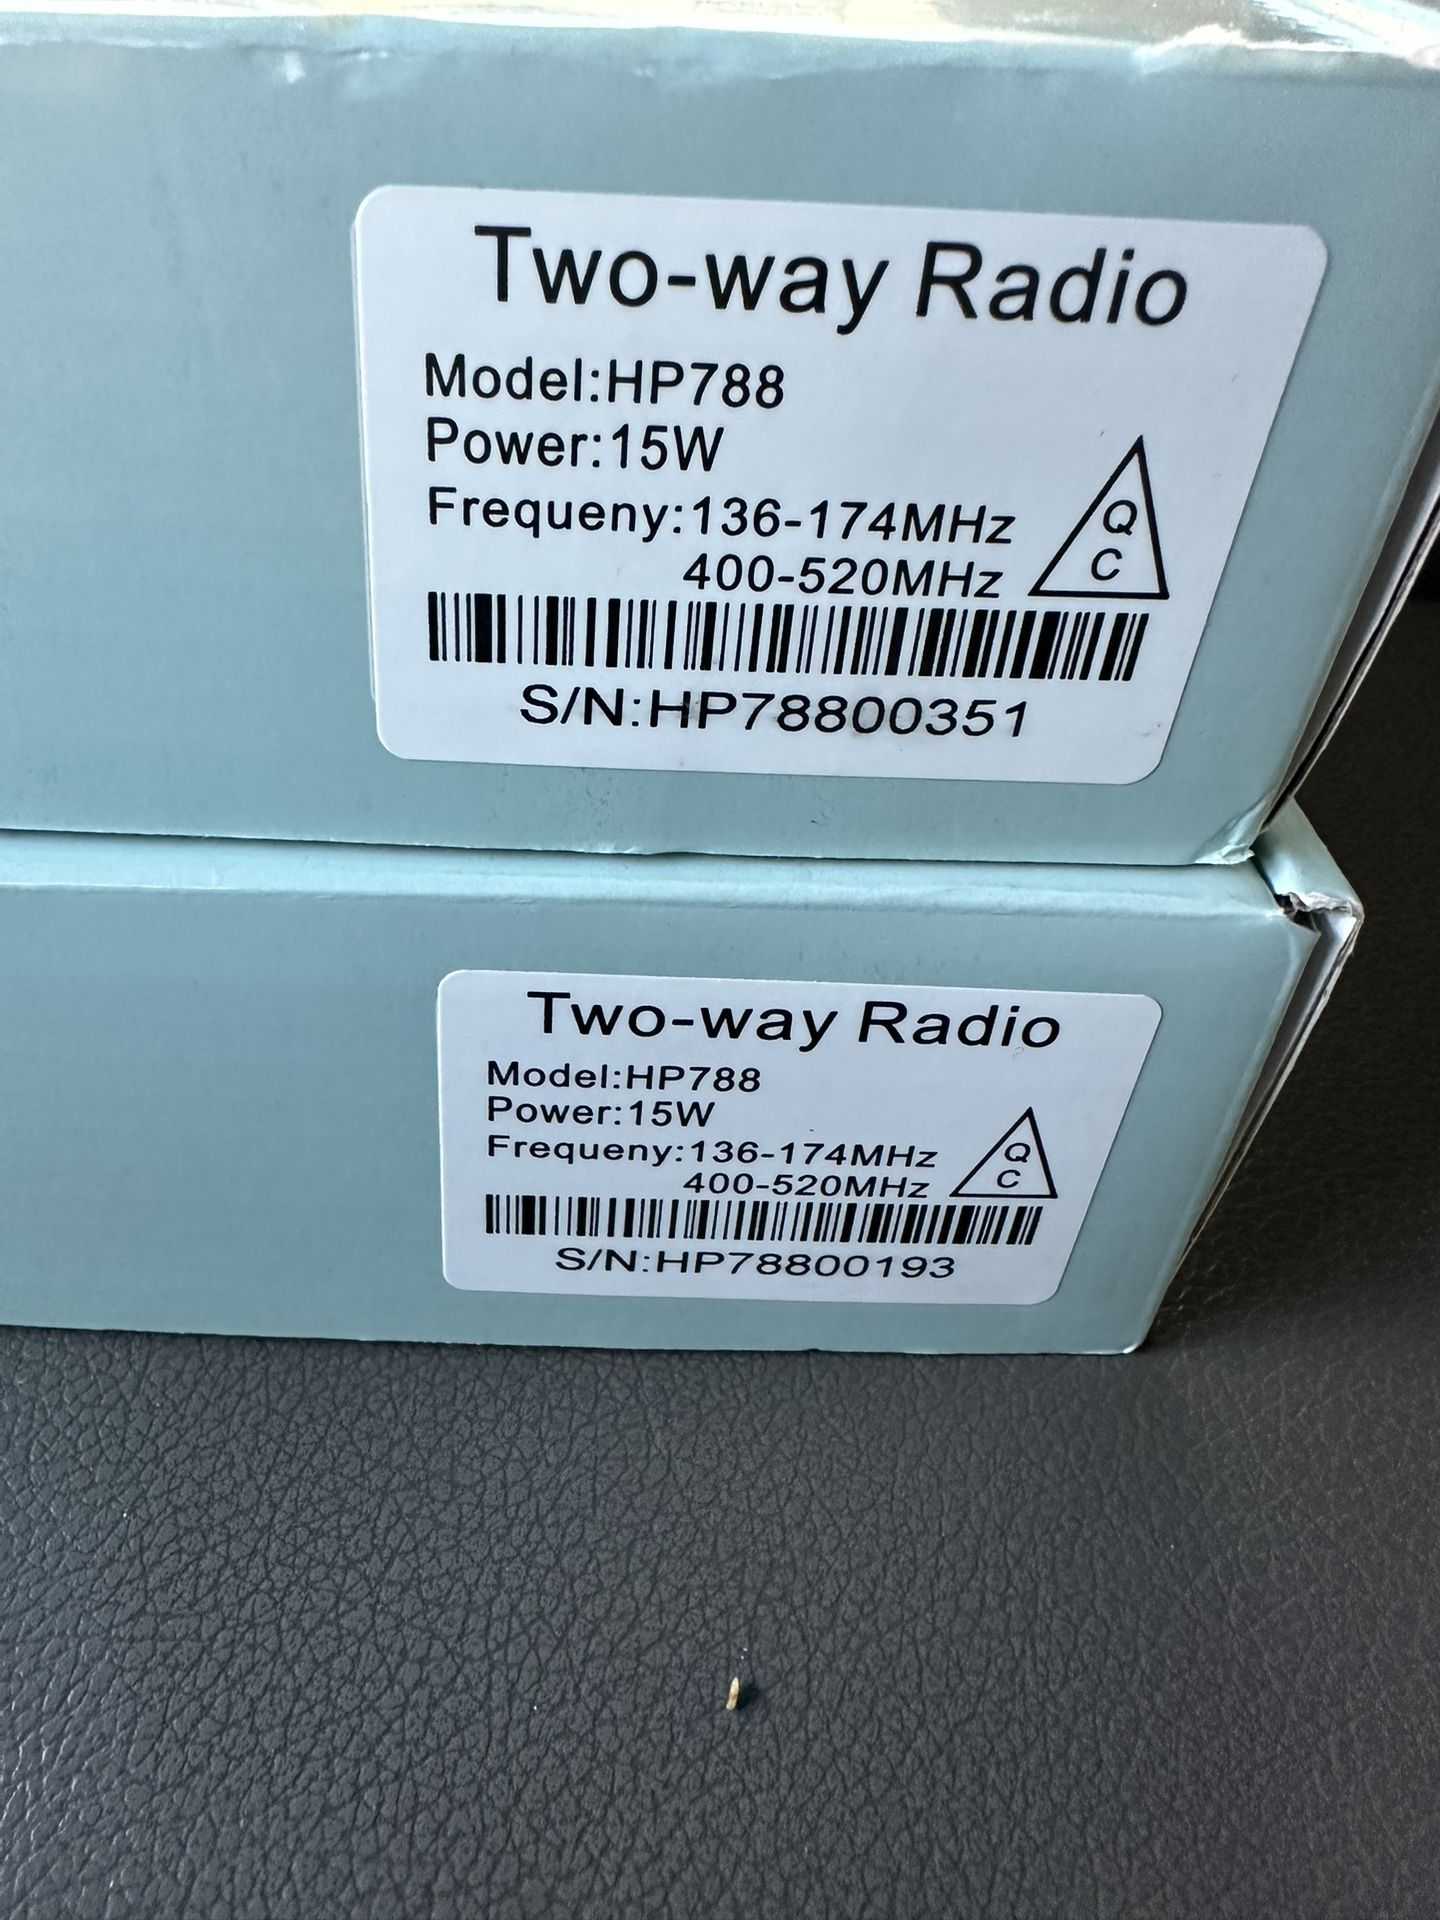 Two-way Radio
Model:HP788
Power:15W
Frequeny:136-174MHz
400-520MHz
Q
C
S/N:HP78800351
Two-way Radio
Model:HP788
Power:15W
Frequeny:136-174MHz
400-520MHz
Q
C
S/N:HP78800193